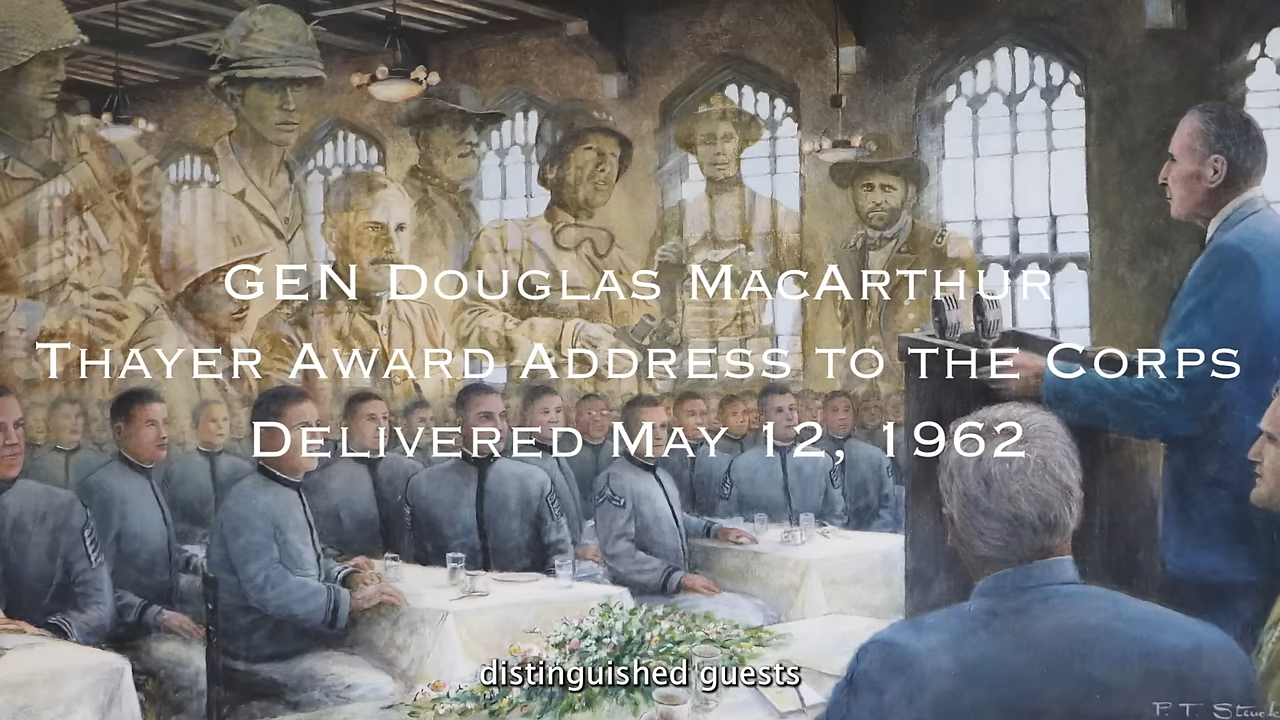 GEN Douglas MacArthur
Thayer Award Address to the Corps
Delivered May 12, 1962
distinguished guests
P. T.